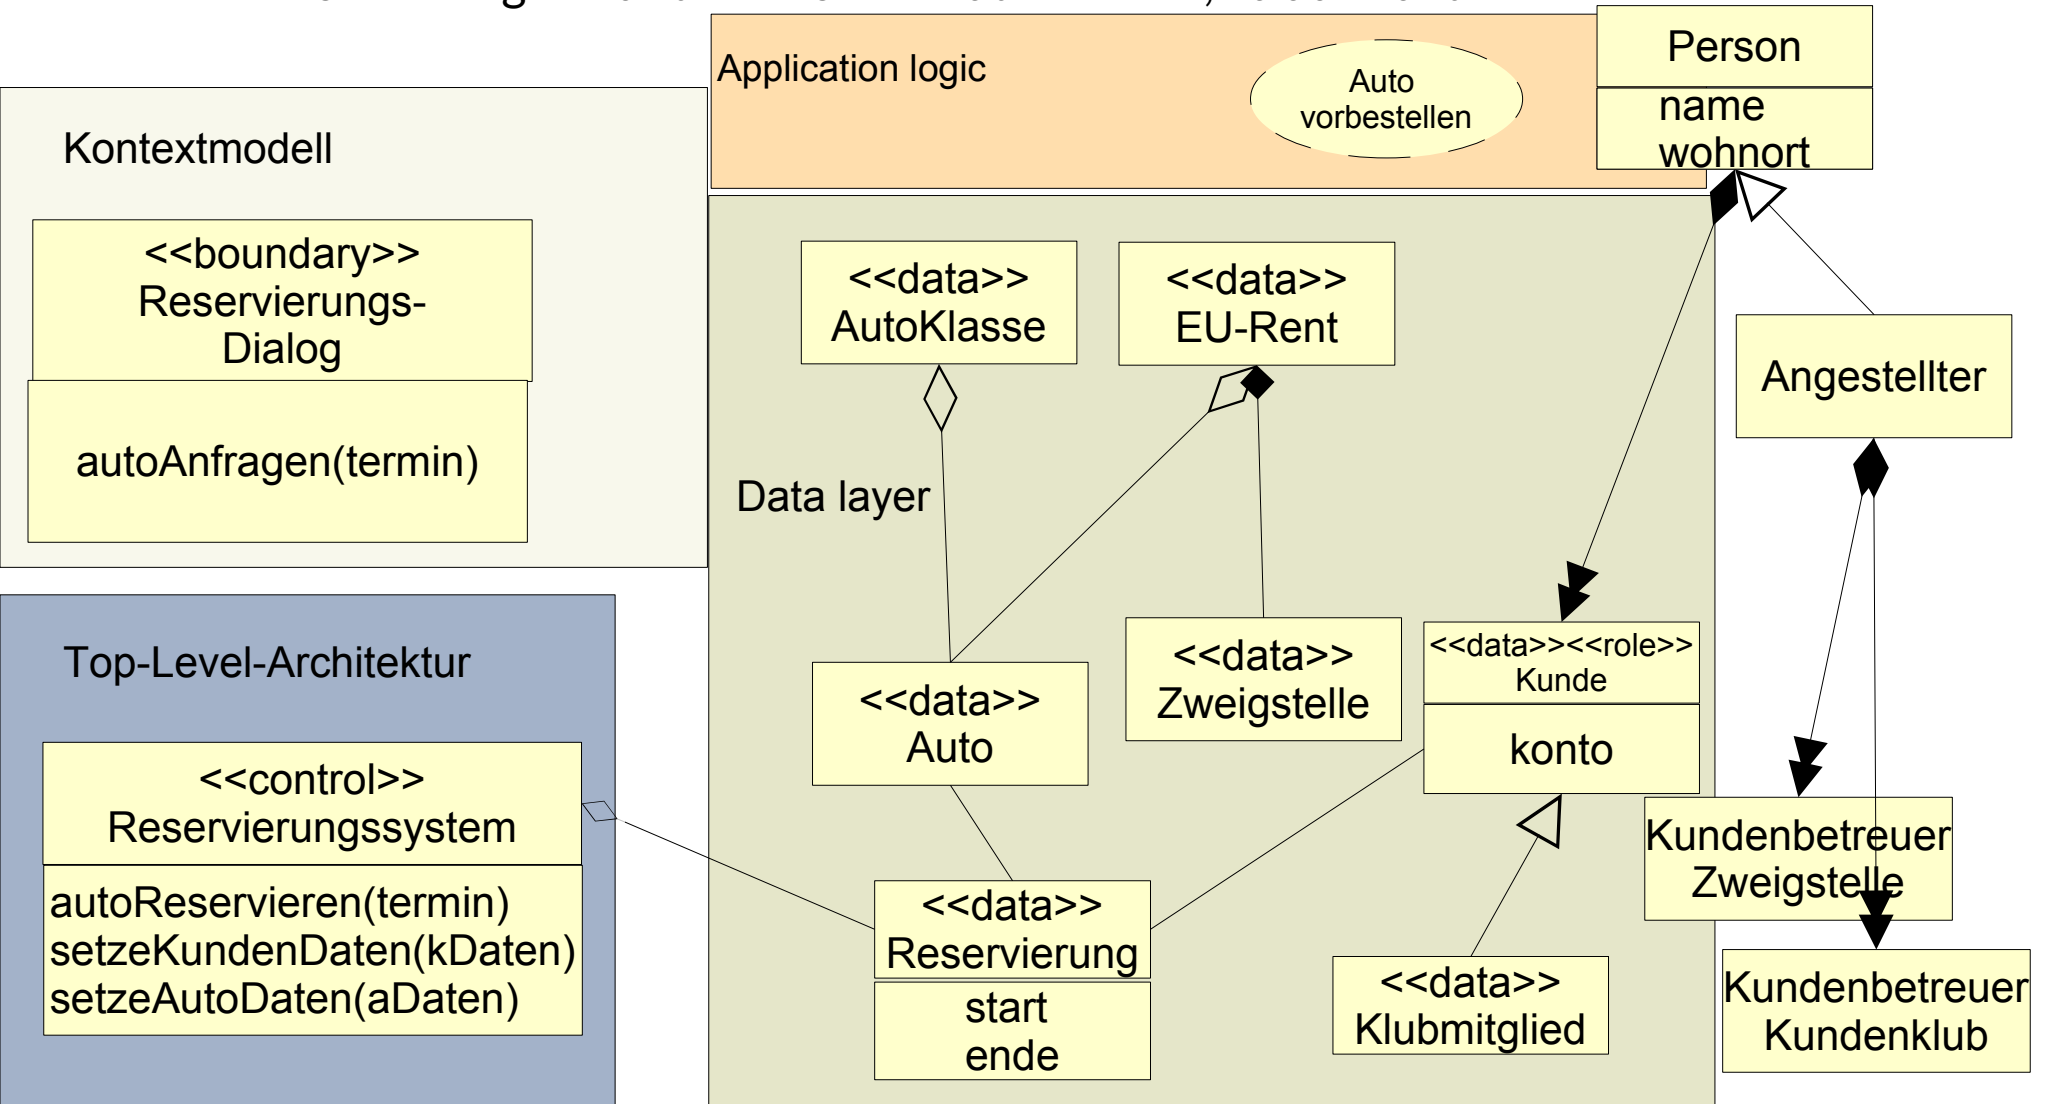 Application logic
Auto
vorbestellen
Person
name
wohnort
Kontextmodell
<<boundary>>
Reservierungs-
Dialog
autoAnfragen(termin)
<<data>>
AutoKlasse
<<data>>
EU-Rent
Angestellter
Data layer
Top-Level-Architektur
<<control>>
Reservierungssystem
autoReservieren(termin)
setzeKundenDaten(kDaten)
setzeAutoDaten(aDaten)
<<data>>
Auto
<<data>>
Zweigstelle
<<data>><<role>>
Kunde
konto
Kundenbetreuer
Zweigstelle
<<data>>
Reservierung
start
ende
<<data>>
Klubmitglied
Kundenbetreuer
Kundenklub